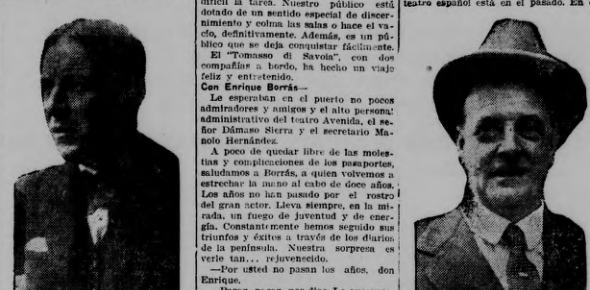 difícil la tarea. Nuestro público está
dotado de un sentido especial de discer-
nimiento y colma las salas o hace el va-
cío, definitivamente. Además, es un pú-
blico que se deja conquistar fácilmente.
El "Tomasso di Savoia", con dos
compañías a bordo, ha hecho un viaje
feliz y entretenido.
Con Enrique Borrás—
Le esperaban en el puerto no pocos
admiradores y amigos y el alto personal
administrativo del teatro Avenida, el se-
ñor Dámaso Sierra y el secretario Ma-
nolo Hernández.
A poco de quedar libre de las moles-
tias y complicaciones de los pasaportes,
saludamos a Borrás, a quien volvemos a
estrechar la mano al cabo de doce años.
Los años no han pasado por el rostro
del gran actor. Lleva siempre, en la mi-
rada, un fuego de juventud y de ener-
gía. Constantemente hemos seguido sus
triunfos y éxitos a través de los diarios
de la península. Nuestra sorpresa es
verle tan... rejuvenecido.
—Por usted no pasan los años, don
Enrique.
teatro español está en el pasado. En